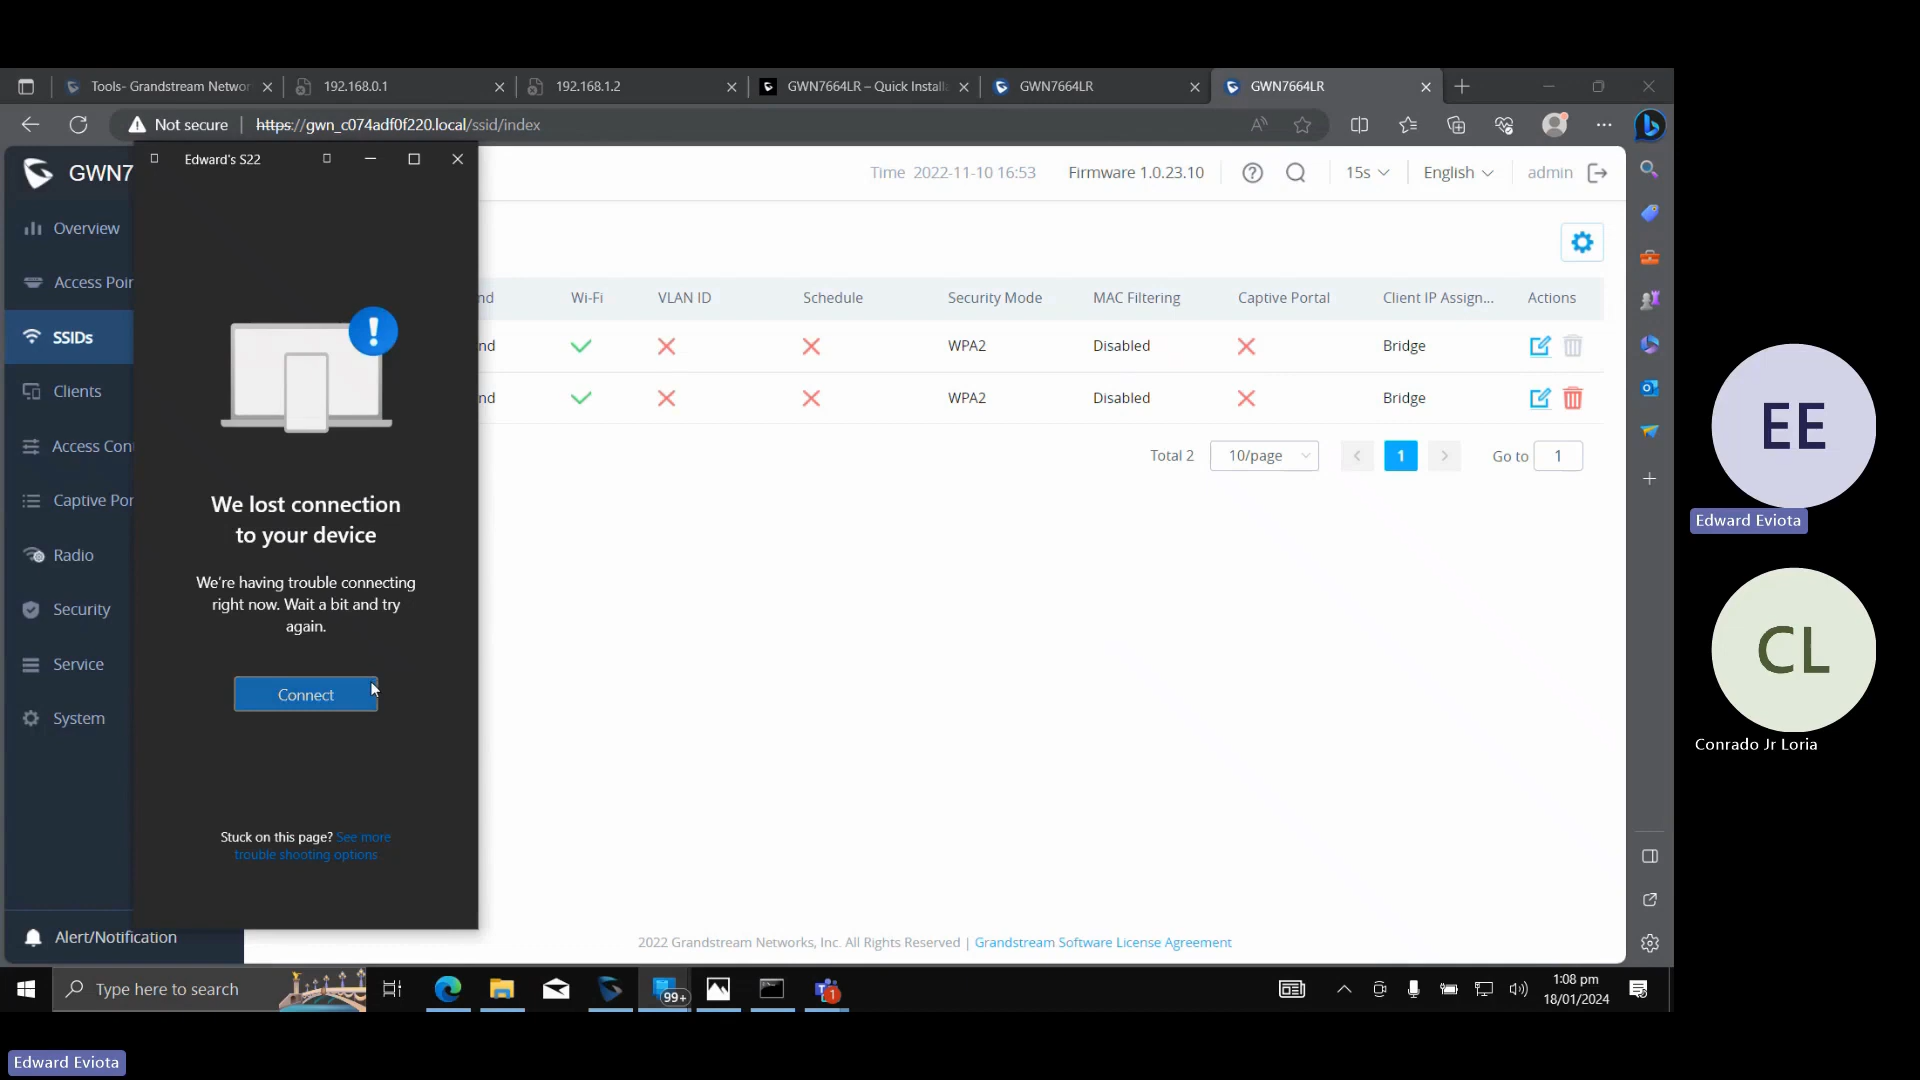 Tools- Grandstream Networ
192.168.0.1
192.168.1.2
GWN7664LR – Quick Install
GWN7664LR
GWN7664LR
Not secure
https://gwn_c074adf0f220.local/ssid/index
Edward's S22
GWN7
Time 2022-11-10 16:53
Firmware 1.0.23.10
15s
English
admin
Overview
Access Poin
SSIDs
Clients
Access Cont
Captive Por
Radio
Security
Service
System
Alert/Notification
nd Wi-Fi VLAN ID Schedule Security Mode MAC Filtering Captive Portal Client IP Assign... Actions
nd WPA2 Disabled Bridge
nd WPA2 Disabled Bridge
Total 2 10/page 1 Go to 1
We lost connection
to your device
We're having trouble connecting
right now. Wait a bit and try
again.
Connect
Stuck on this page? See more
trouble shooting options
2022 Grandstream Networks, Inc. All Rights Reserved | Grandstream Software License Agreement
Type here to search
99+
1
1:08 pm
18/01/2024
EE
Edward Eviota
CL
Conrado Jr Loria
Edward Eviota